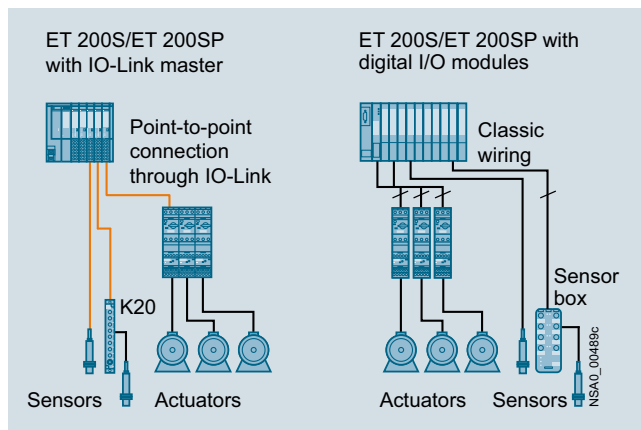 ET 200S/ET 200SP
with IO-Link master
Point-to-point
connection
through IO-Link
K20
Sensors
Actuators
ET 200S/ET 200SP with
digital I/O modules
Classic
wiring
Sensor
box
Actuators
Sensors
NSA0_00489c